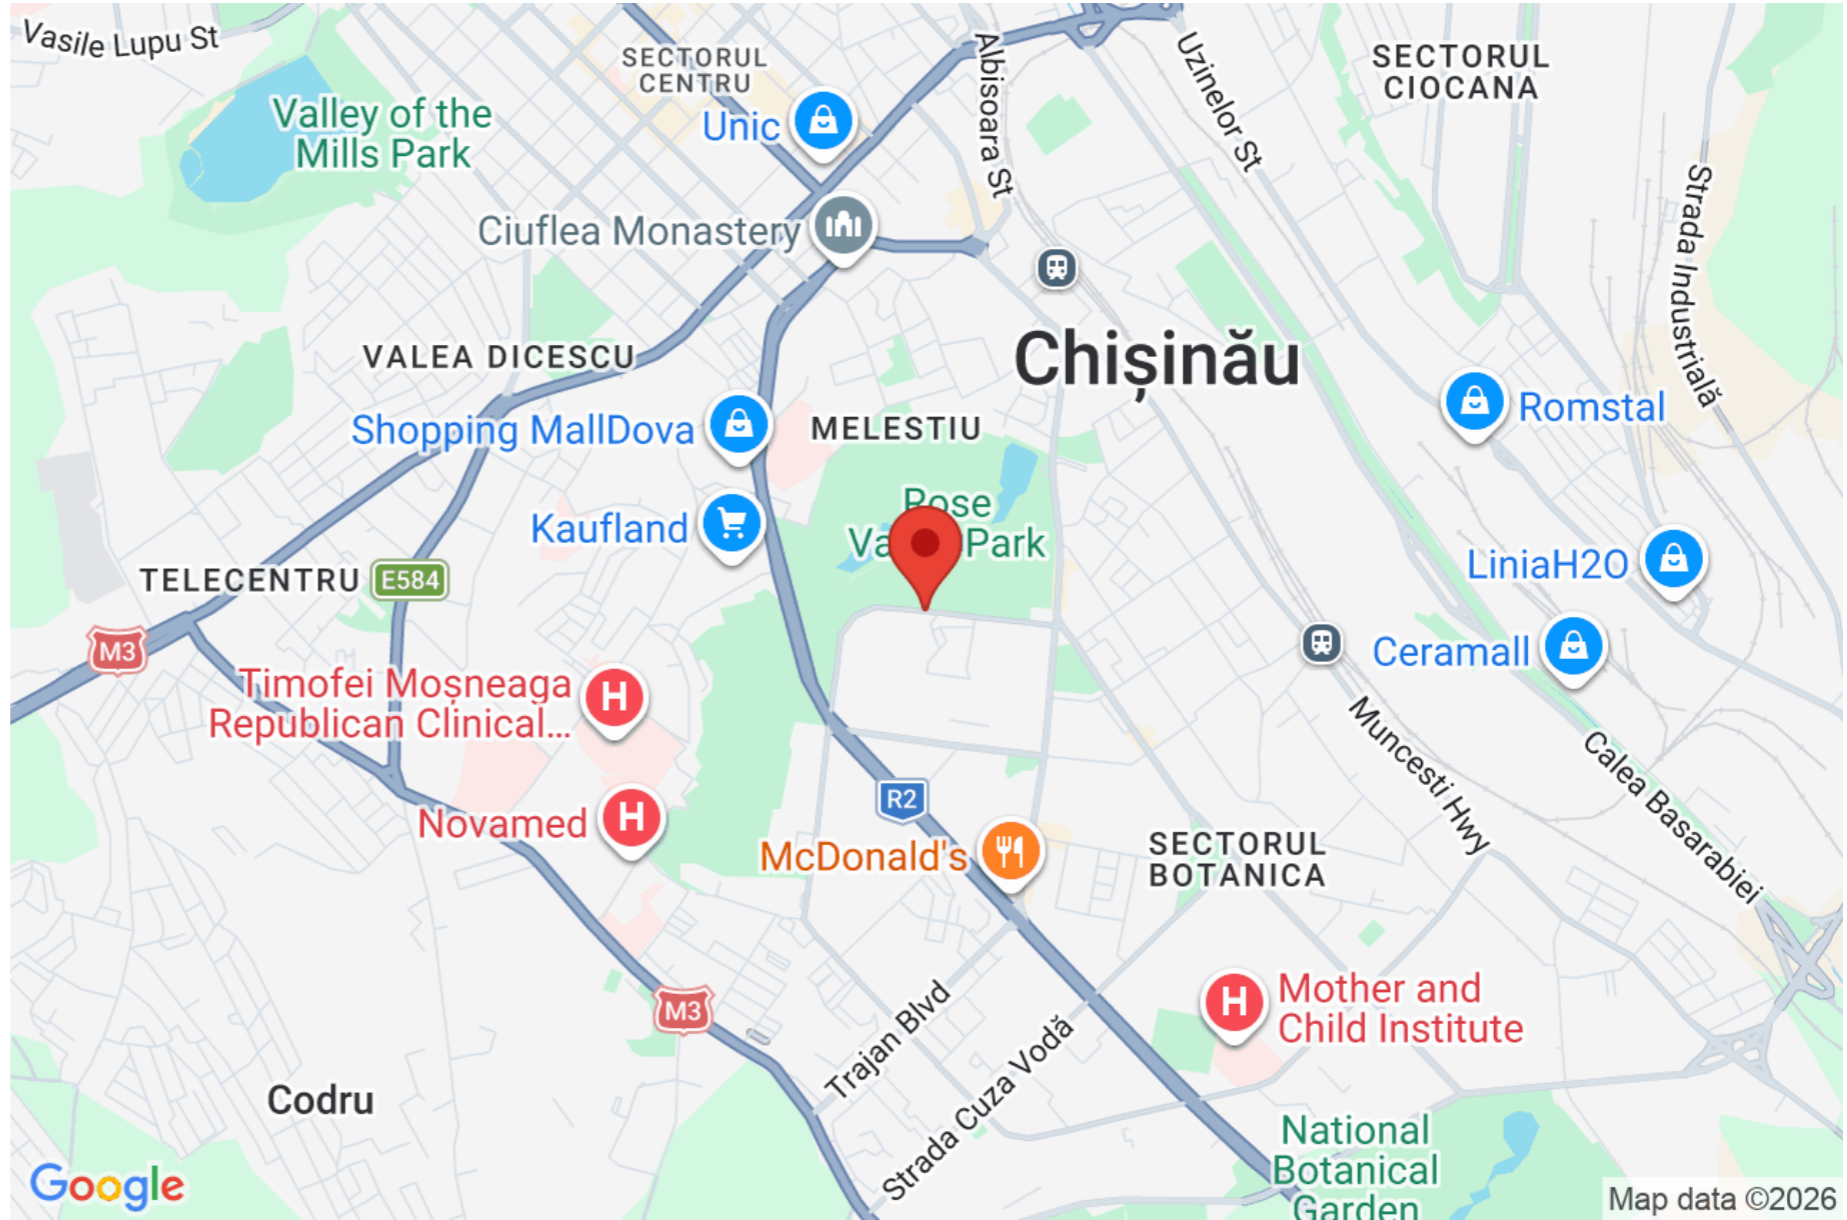 Vasile Lupu St
SECTORUL
CENTRU
Albisoara St
Uzinelor St
SECTORUL
CIOCANA
Valley of the
Mills Park
Unic
Strada Industrială
Ciuflea Monastery
Chișinău
VALEA DICESCU
Shopping MallDova
MELESTIU
Romstal
Rose
Park
Kaufland
LiniaH2O
TELECENTRU
E584
M3
Ceramall
Timofei Moșneaga
Republican Clinical...
Muncesti Hwy
Calea Basarabiei
R2
Novamed
McDonald's
SECTORUL
BOTANICA
M3
Mother and
Child Institute
Trajan Blvd
Strada Cuza Vodă
Codru
National
Botanical
Garden
Google
Map data ©2026